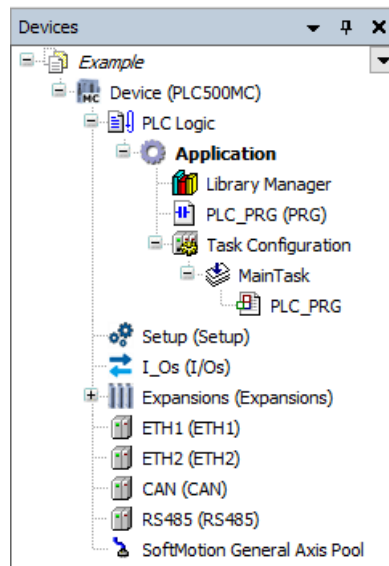 Devices
Example
Device (PLC500MC)
PLC Logic
Application
Library Manager
PLC_PRG (PRG)
Task Configuration
MainTask
PLC_PRG
Setup (Setup)
I_Os (I/Os)
Expansions (Expansions)
ETH1 (ETH1)
ETH2 (ETH2)
CAN (CAN)
RS485 (RS485)
SoftMotion General Axis Pool